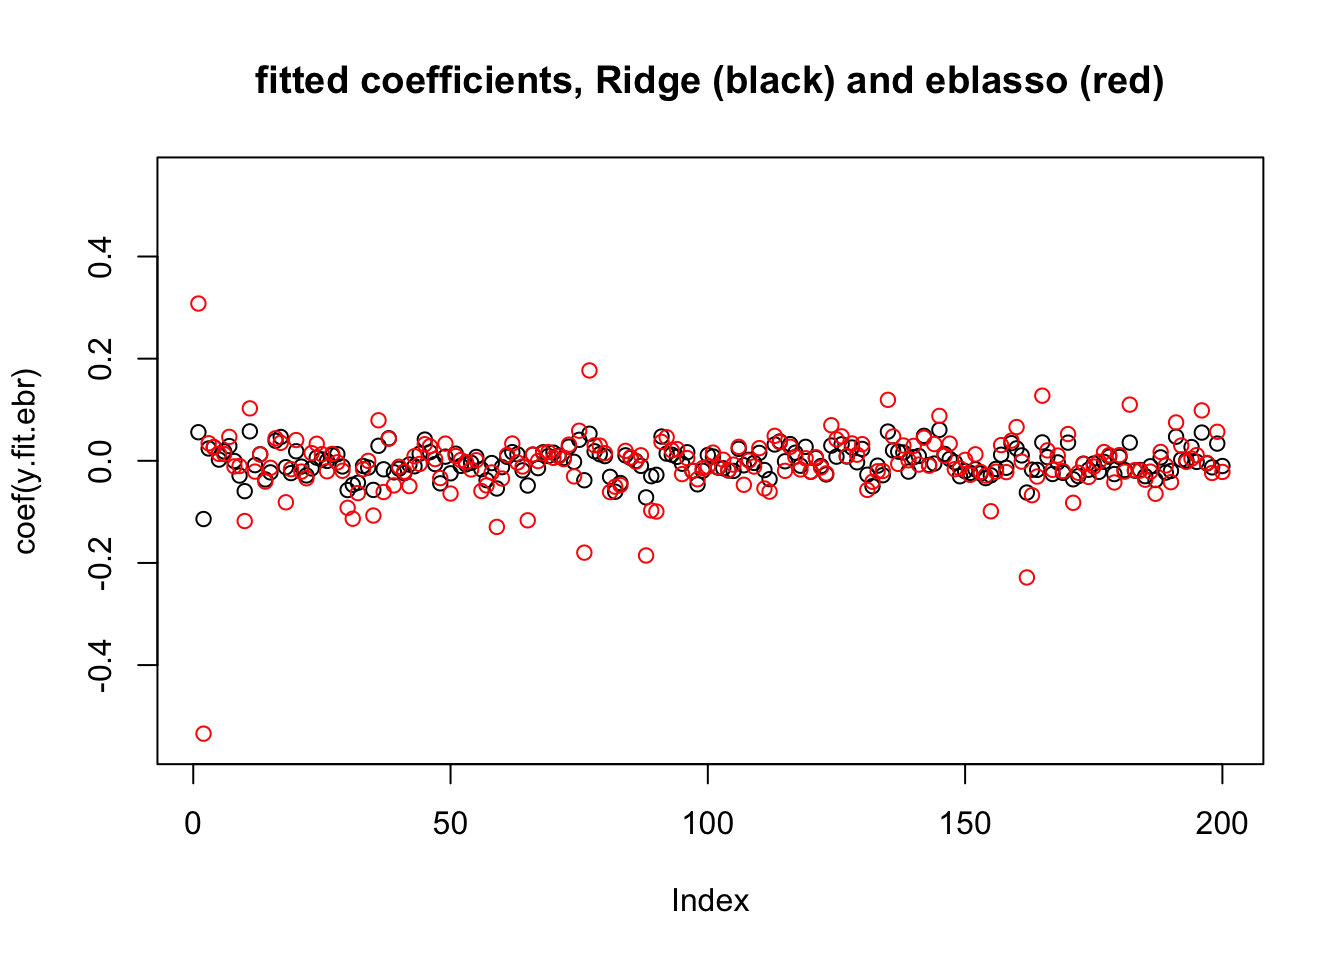 fitted coefficients, Ridge (black) and eblasso (red)
coef(y.fit.ebr)
0.4
0.2
0.0
-0.2
-0.4
0 50 100 150 200
Index